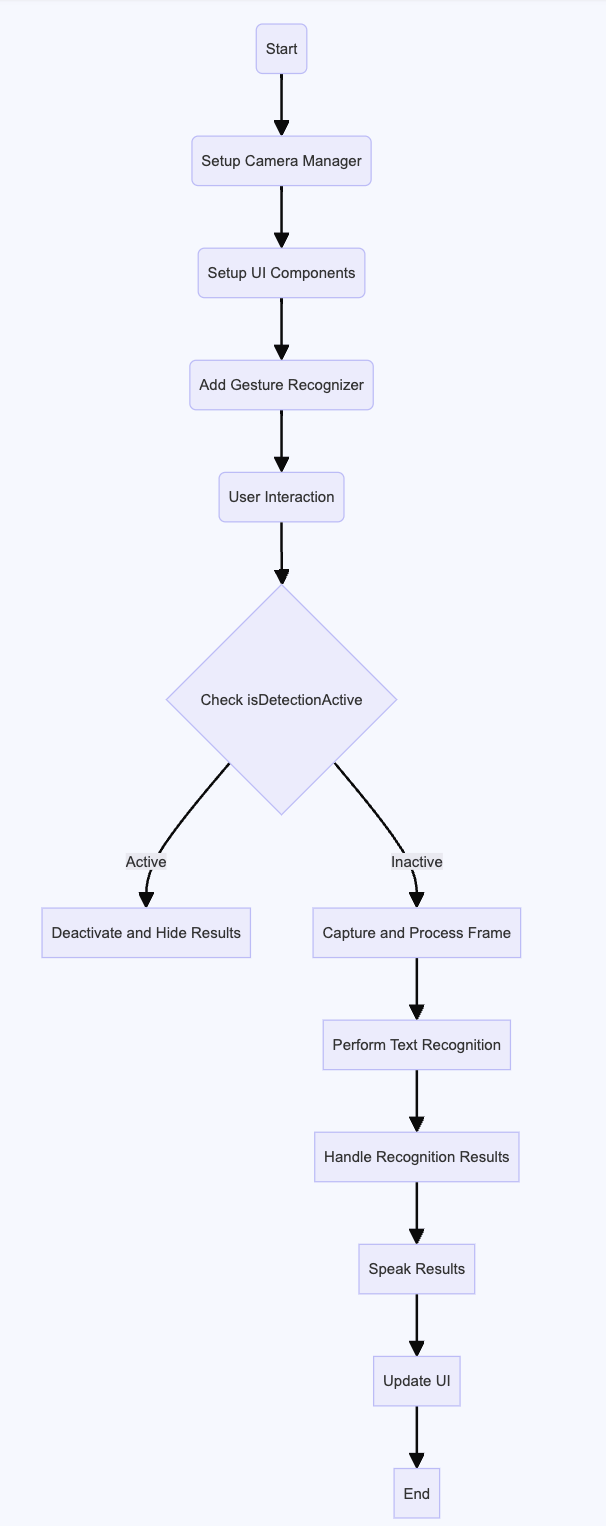 Start
Setup Camera Manager
Setup UI Components
Add Gesture Recognizer
User Interaction
Check isDetectionActive
Active
Inactive
Deactivate and Hide Results
Capture and Process Frame
Perform Text Recognition
Handle Recognition Results
Speak Results
Update UI
End